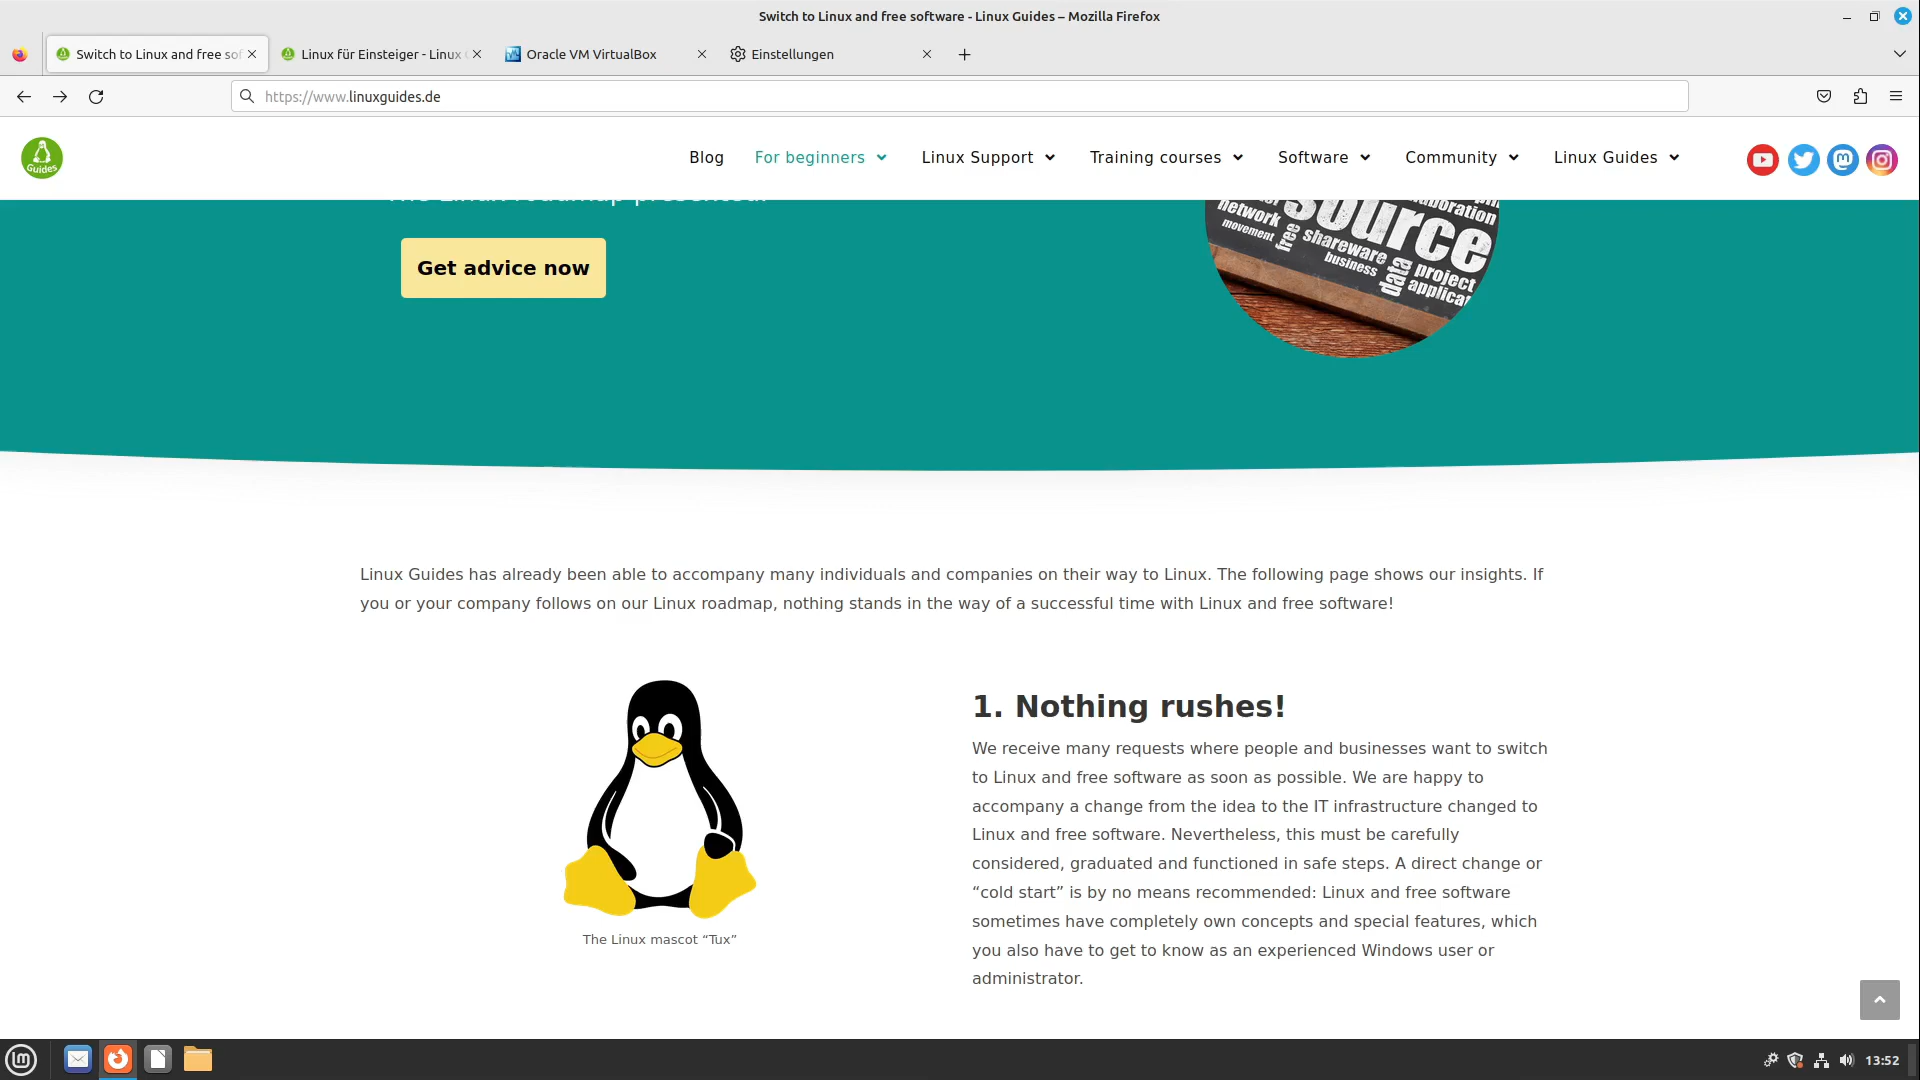 Switch to Linux and free software - Linux Guides – Mozilla Firefox
Switch to Linux and free sof
Linux für Einsteiger - Linux
Oracle VM VirtualBox
Einstellungen
https://www.linuxguides.de
Guides
Blog
For beginners
Linux Support
Training courses
Software
Community
Linux Guides
The Linux roadmap presented!
Get advice now
source
network
movement
free
shareware
business
data
project
Linux Guides has already been able to accompany many individuals and companies on their way to Linux. The following page shows our insights. If
you or your company follows on our Linux roadmap, nothing stands in the way of a successful time with Linux and free software!
The Linux mascot “Tux”
1. Nothing rushes!
We receive many requests where people and businesses want to switch
to Linux and free software as soon as possible. We are happy to
accompany a change from the idea to the IT infrastructure changed to
Linux and free software. Nevertheless, this must be carefully
considered, graduated and functioned in safe steps. A direct change or
“cold start” is by no means recommended: Linux and free software
sometimes have completely own concepts and special features, which
you also have to get to know as an experienced Windows user or
administrator.
13:52